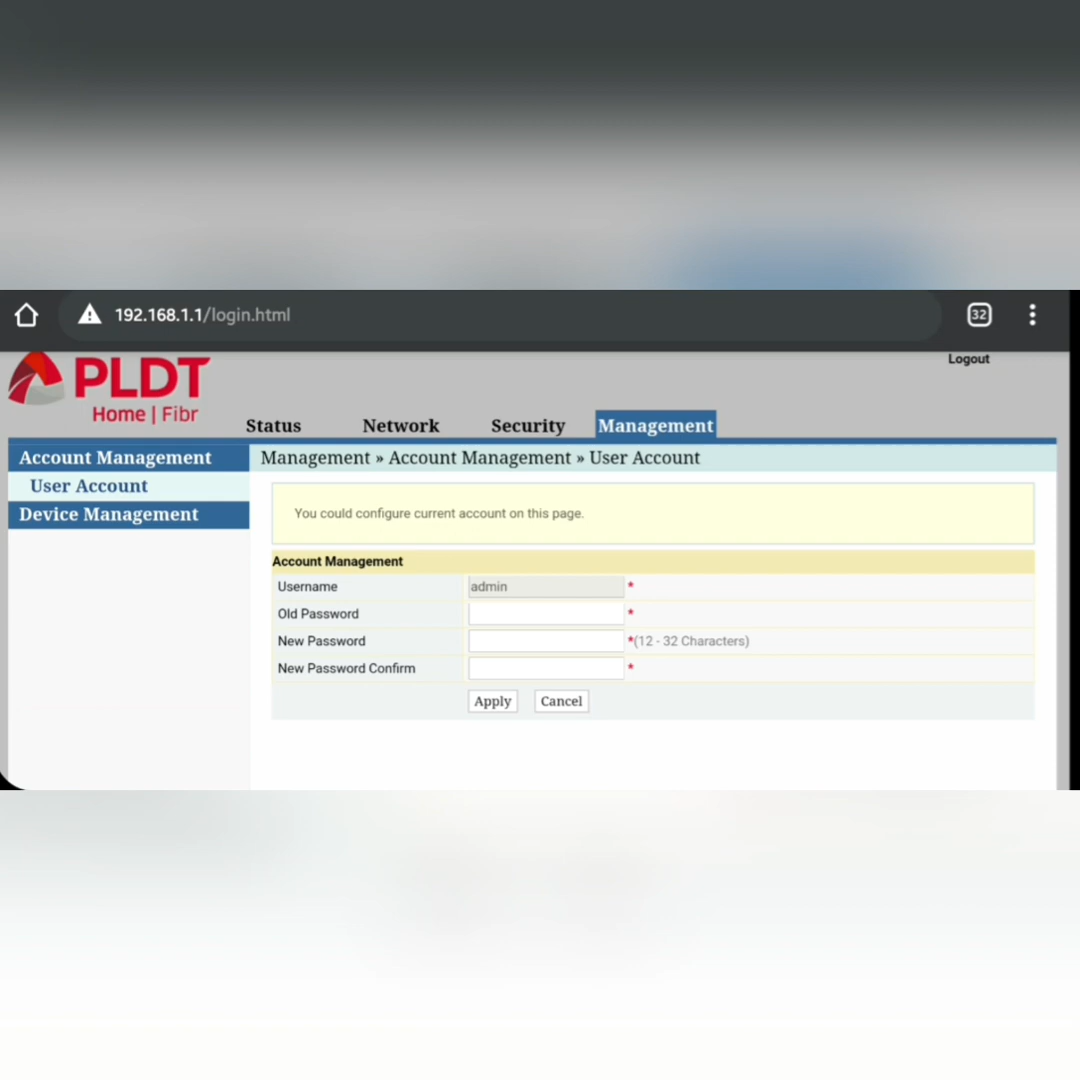 192.168.1.1/login.html
32
Logout
PLDT
Home | Fibr
Status Network Security Management
Account Management
Management » Account Management » User Account
User Account
Device Management
You could configure current account on this page.
Account Management
Username admin *
Old Password *
New Password *(12 - 32 Characters)
New Password Confirm *
Apply Cancel